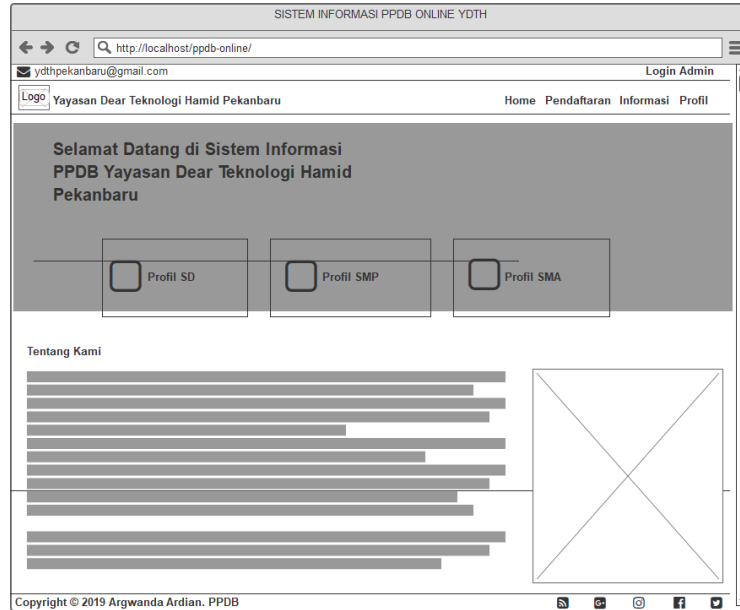 SISTEM INFORMASI PPDB ONLINE YDTH
http://localhost/ppdb-online/
ydthpekanbaru@gmail.com
Login Admin
Logo
Yayasan Dear Teknologi Hamid Pekanbaru
Home Pendaftaran Informasi Profil
Selamat Datang di Sistem Informasi
PPDB Yayasan Dear Teknologi Hamid
Pekanbaru
Profil SD
Profil SMP
Profil SMA
Tentang Kami
Copyright © 2019 Argwanda Ardian. PPDB